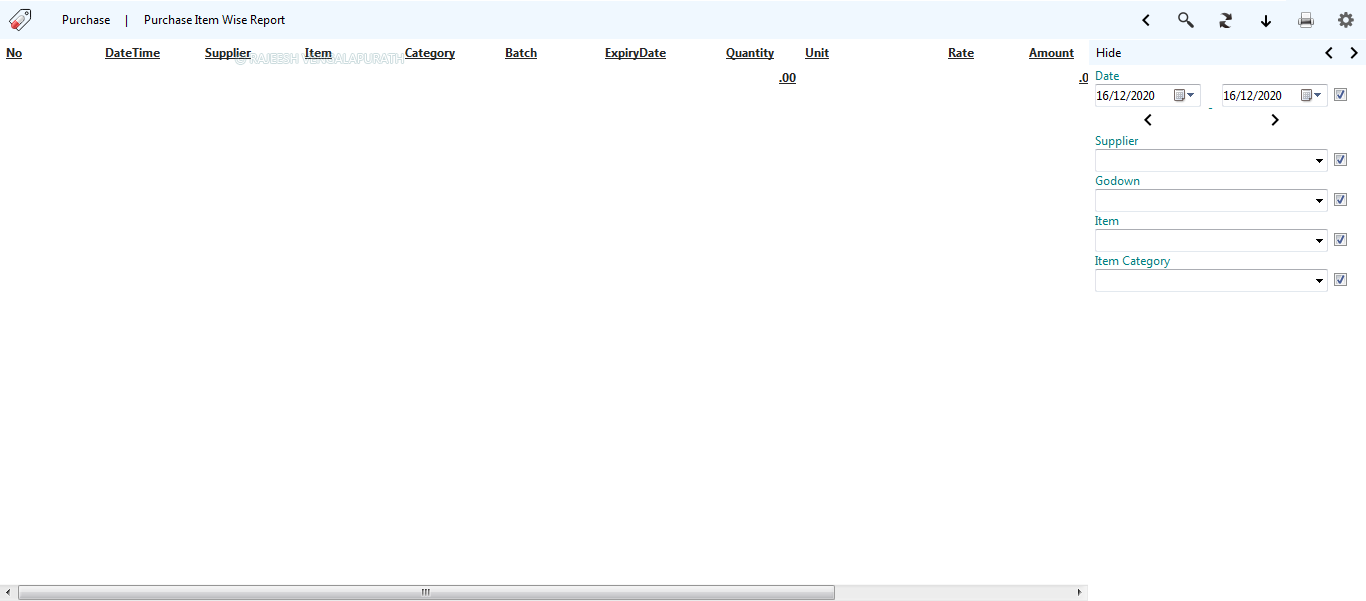 Purchase | Purchase Item Wise Report
No DateTime Supplier Item Category Batch ExpiryDate Quantity Unit Rate Amount
© RAJEESH VENGALAPURATH
.00 .0
Hide
Date
16/12/2020 - 16/12/2020
Supplier
Godown
Item
Item Category